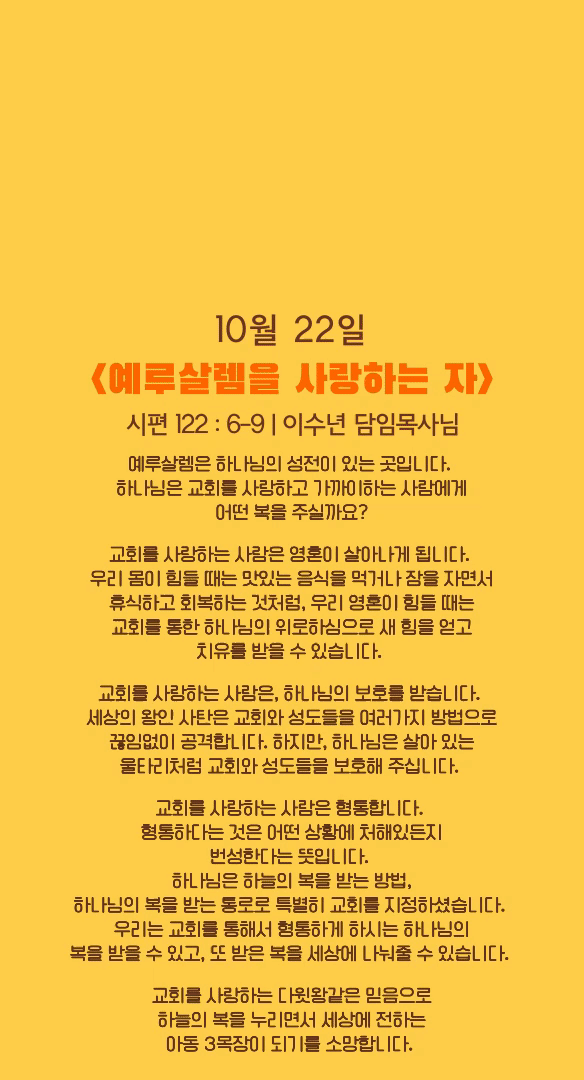 10월 22일
《예루살렘을 사랑하는 자》
시편 122 : 6-9 | 이수년 담임목사님
예루살렘은 하나님의 성전이 있는 곳입니다.
하나님은 교회를 사랑하고 가까이하는 사람에게
어떤 복을 주실까요?
교회를 사랑하는 사람은 영혼이 살아나게 됩니다.
우리 몸이 힘들 때는 맛있는 음식을 먹거나 잠을 자면서
휴식하고 회복하는 것처럼, 우리 영혼이 힘들 때는
교회를 통한 하나님의 위로하심으로 새 힘을 얻고
치유를 받을 수 있습니다.
교회를 사랑하는 사람은, 하나님의 보호를 받습니다.
세상의 왕인 사탄은 교회와 성도들을 여러가지 방법으로
끊임없이 공격합니다. 하지만, 하나님은 살아 있는
울타리처럼 교회와 성도들을 보호해 주십니다.
교회를 사랑하는 사람은 형통합니다.
형통하다는 것은 어떤 상황에 처해있든지
번성한다는 뜻입니다.
하나님은 하늘의 복을 받는 방법,
하나님의 복을 받는 통로로 특별히 교회를 지정하셨습니다.
우리는 교회를 통해서 형통하게 하시는 하나님의
복을 받을 수 있고, 또 받은 복을 세상에 나눠줄 수 있습니다.
교회를 사랑하는 다윗왕같은 믿음으로
하늘의 복을 누리면서 세상에 전하는
아동 3목장이 되기를 소망합니다.